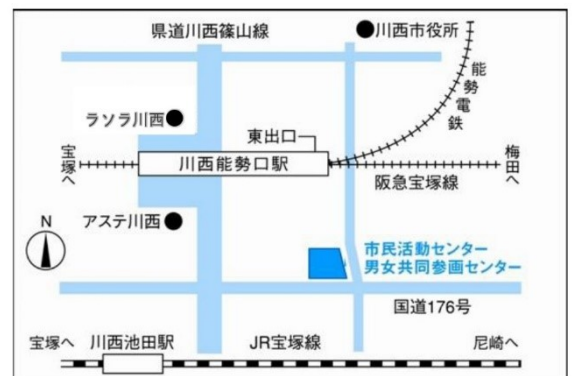 県道川西篠山線
川西市役所
能勢電鉄
ラソラ川西
東出口
宝塚へ
川西能勢口駅
梅田へ
阪急宝塚線
アステ川西
N
市民活動センター
男女共同参画センター
国道176号
宝塚へ
川西池田駅
JR宝塚線
尼崎へ